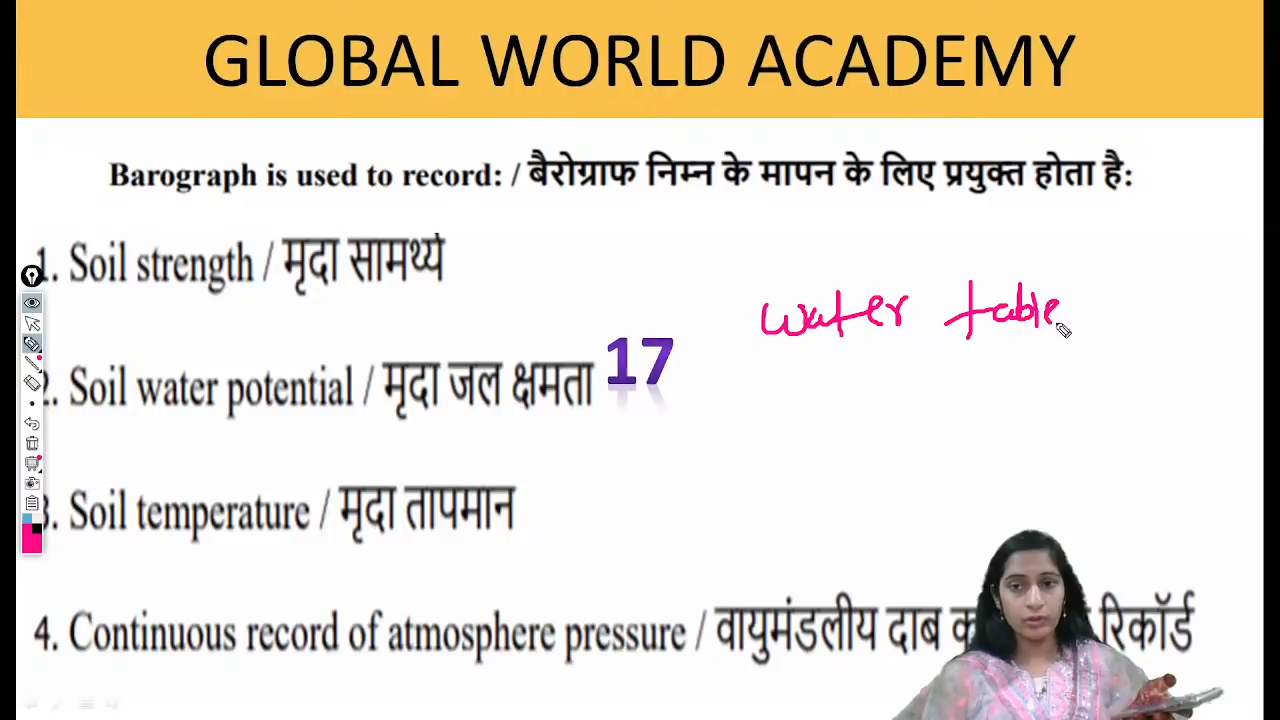 GLOBAL WORLD ACADEMY
Barograph is used to record: / बैरोग्राफ निम्न के मापन के लिए प्रयुक्त होता है:
1. Soil strength / मृदा सामर्थ्य
water table
2. Soil water potential / मृदा जल क्षमता 17
3. Soil temperature / मृदा तापमान
4. Continuous record of atmosphere pressure / वायुमंडलीय दाब रिकॉर्ड